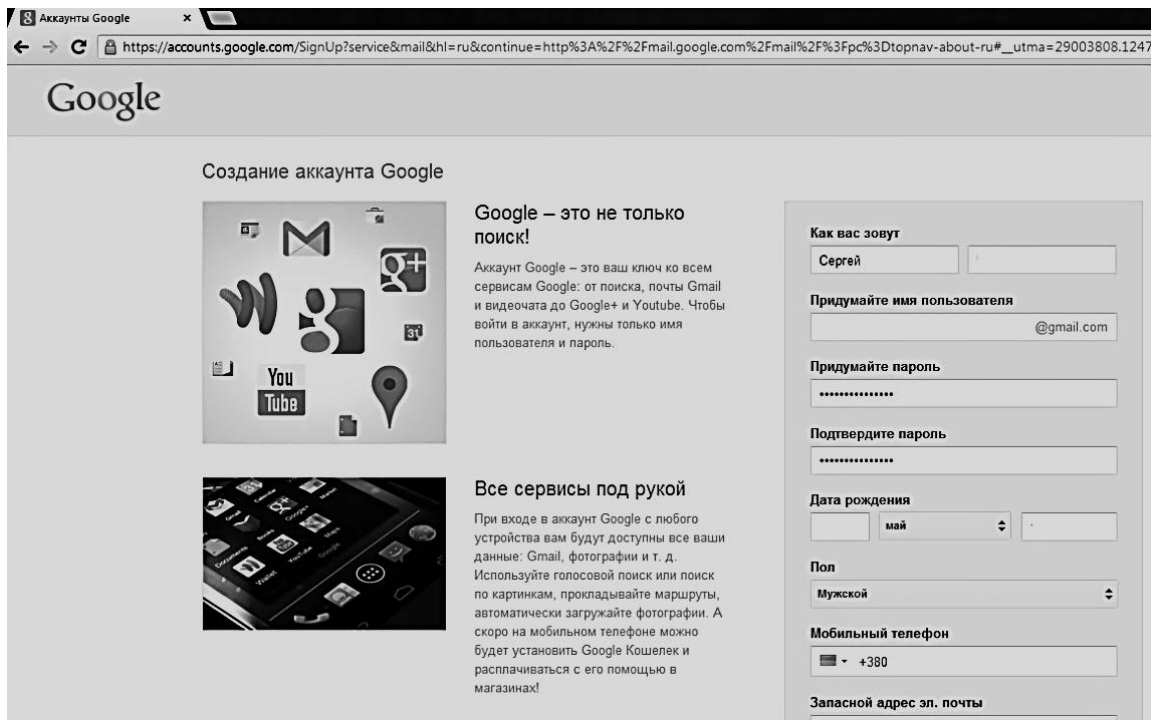 Аккаунты Google
https://accounts.google.com/SignUp?service&mail&hl=ru&continue=http%3A%2F%2Fmail.google.com%2Fmail%2F%3Fpc%3Dtopnav-about-ru#__utma=29003808.1247
Google
Создание аккаунта Google
You
Tube
31
Google – это не только
поиск!
Аккаунт Google – это ваш ключ ко всем
сервисам Google: от поиска, почты Gmail
и видеочата до Google+ и Youtube. Чтобы
войти в аккаунт, нужны только имя
пользователя и пароль.
Все сервисы под рукой
При входе в аккаунт Google с любого
устройства вам будут доступны все ваши
данные: Gmail, фотографии и т. д.
Используйте голосовой поиск или поиск
по картинкам, прокладывайте маршруты,
автоматически загружайте фотографии. А
скоро на мобильном телефоне можно
будет установить Google Кошелек и
расплачиваться с его помощью в
магазинах!
Как вас зовут
Сергей
Придумайте имя пользователя
@gmail.com
Придумайте пароль
•••••••••••••••
Подтвердите пароль
•••••••••••••••
Дата рождения
май
Пол
Мужской
Мобильный телефон
+380
Запасной адрес эл. почты